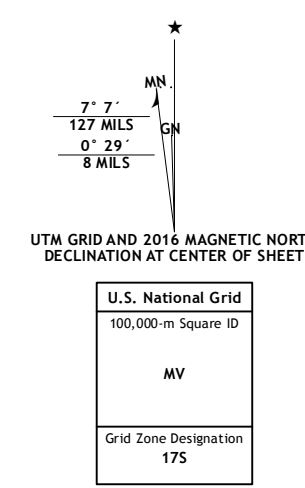 ★
MN
7° 7´
127 MILS
GN
0° 29´
8 MILS
UTM GRID AND 2016 MAGNETIC NORT
DECLINATION AT CENTER OF SHEET
U.S. National Grid
100,000-m Square ID
MV
Grid Zone Designation
17S